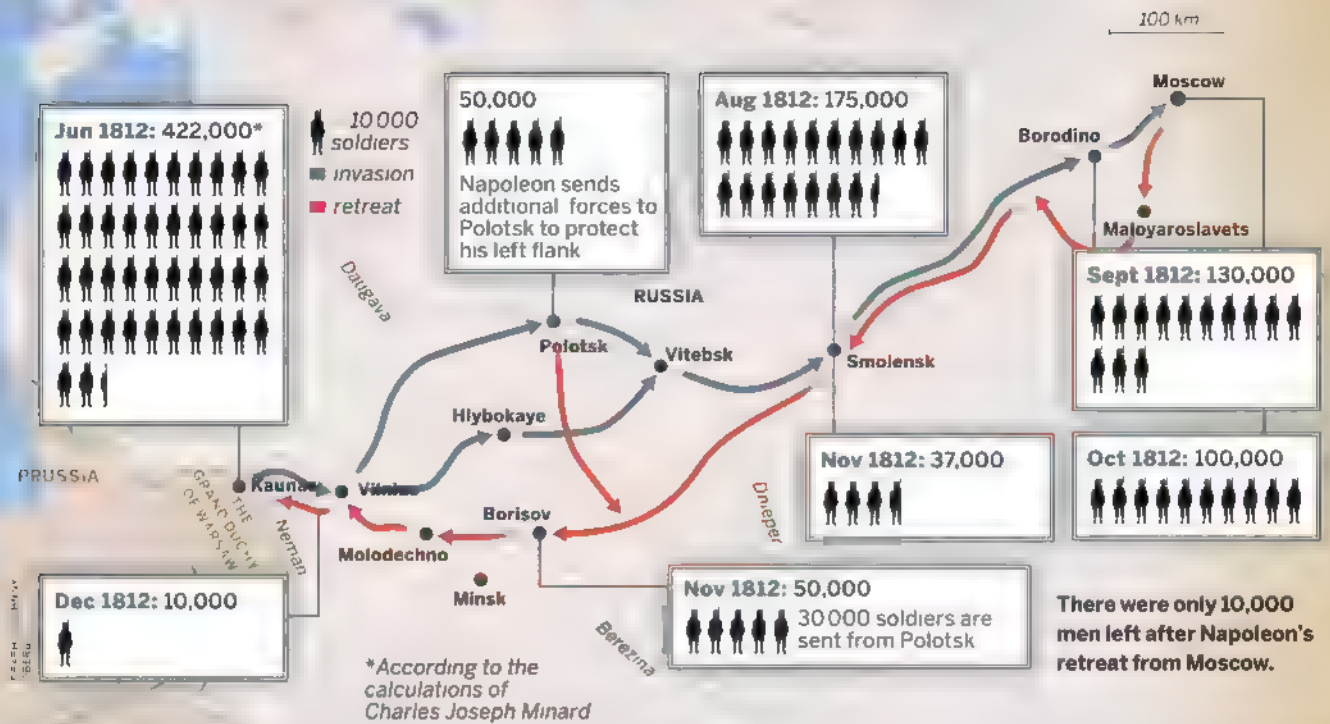 100 km
Moscow
Borodino
Maloyaroslavets
Jun 1812: 422,000*
10 000
soldiers
invasion
retreat
50,000
Napoleon sends
additional forces to
Polotsk to protect
his left flank
Aug 1812: 175,000
Sept 1812: 130,000
Daugava
RUSSIA
Polotsk
Vitebsk
Smolensk
Hlybokaye
PRUSSIA
Kaunas
Vilnius
THE
GRAND DUCHY
OF WARSAW
Neman
Borisov
Molodechno
Minsk
Dnieper
Berezina
Nov 1812: 37,000
Oct 1812: 100,000
Dec 1812: 10,000
Nov 1812: 50,000
30 000 soldiers are
sent from Polotsk
There were only 10,000
men left after Napoleon's
retreat from Moscow.
*According to the
calculations of
Charles Joseph Minard